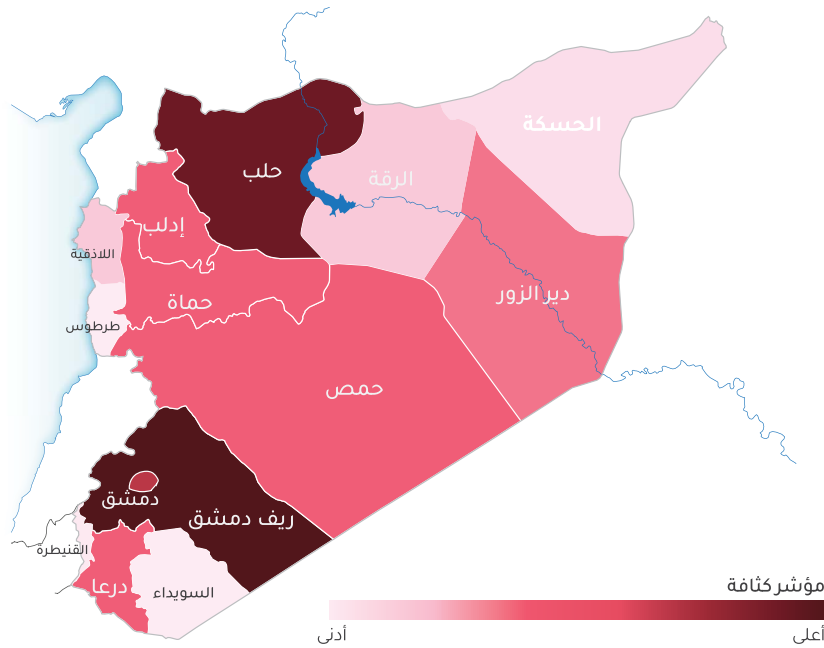 الحسكة
حلب
الرقة
إدلب
اللاذقية
دير الزور
حماة
طرطوس
حمص
دمشق
ريف دمشق
القنيطرة
درعا
السويداء
مؤشر كثافة
أعلى
أدنى